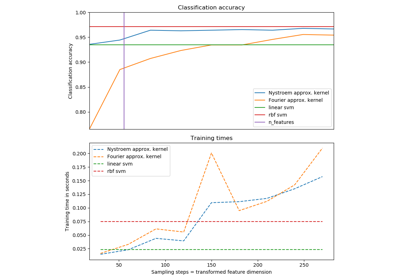 Classification accuracy
1.00
0.95
0.90
0.85
0.80
Classification accuracy
Nystroem approx. kernel
Fourier approx. kernel
linear svm
rbf svm
n_features
Training times
0.200
0.175
0.150
0.125
0.100
0.075
0.050
0.025
Training time in seconds
Nystroem approx. kernel
Fourier approx. kernel
linear svm
rbf svm
50
100
150
200
250
Sampling steps = transformed feature dimension